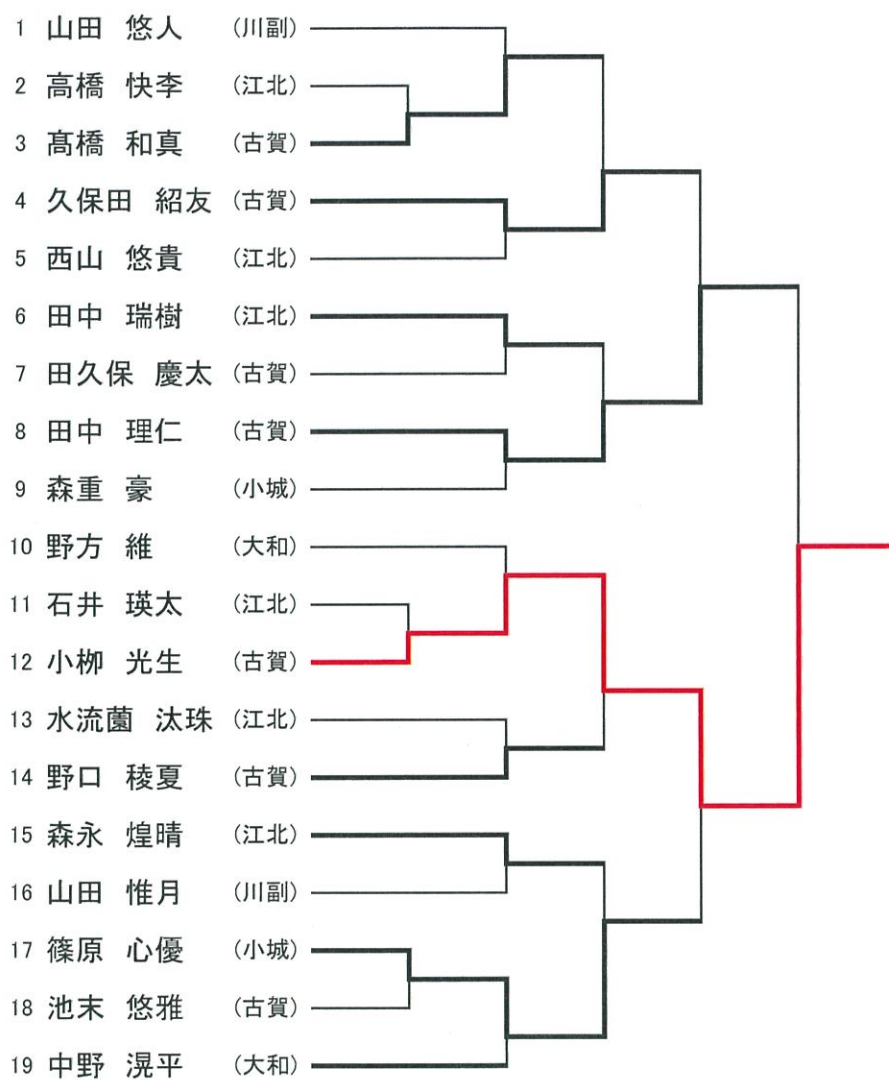 1 山田 悠人 (川副)
2 高橋 快李 (江北)
3 髙橋 和真 (古賀)
4 久保田 紹友 (古賀)
5 西山 悠貴 (江北)
6 田中 瑞樹 (江北)
7 田久保 慶太 (古賀)
8 田中 理仁 (古賀)
9 森重 豪 (小城)
10 野方 維 (大和)
11 石井 瑛太 (江北)
12 小栁 光生 (古賀)
13 水流薗 汰珠 (江北)
14 野口 稜夏 (古賀)
15 森永 煌晴 (江北)
16 山田 惟月 (川副)
17 篠原 心優 (小城)
18 池末 悠雅 (古賀)
19 中野 滉平 (大和)